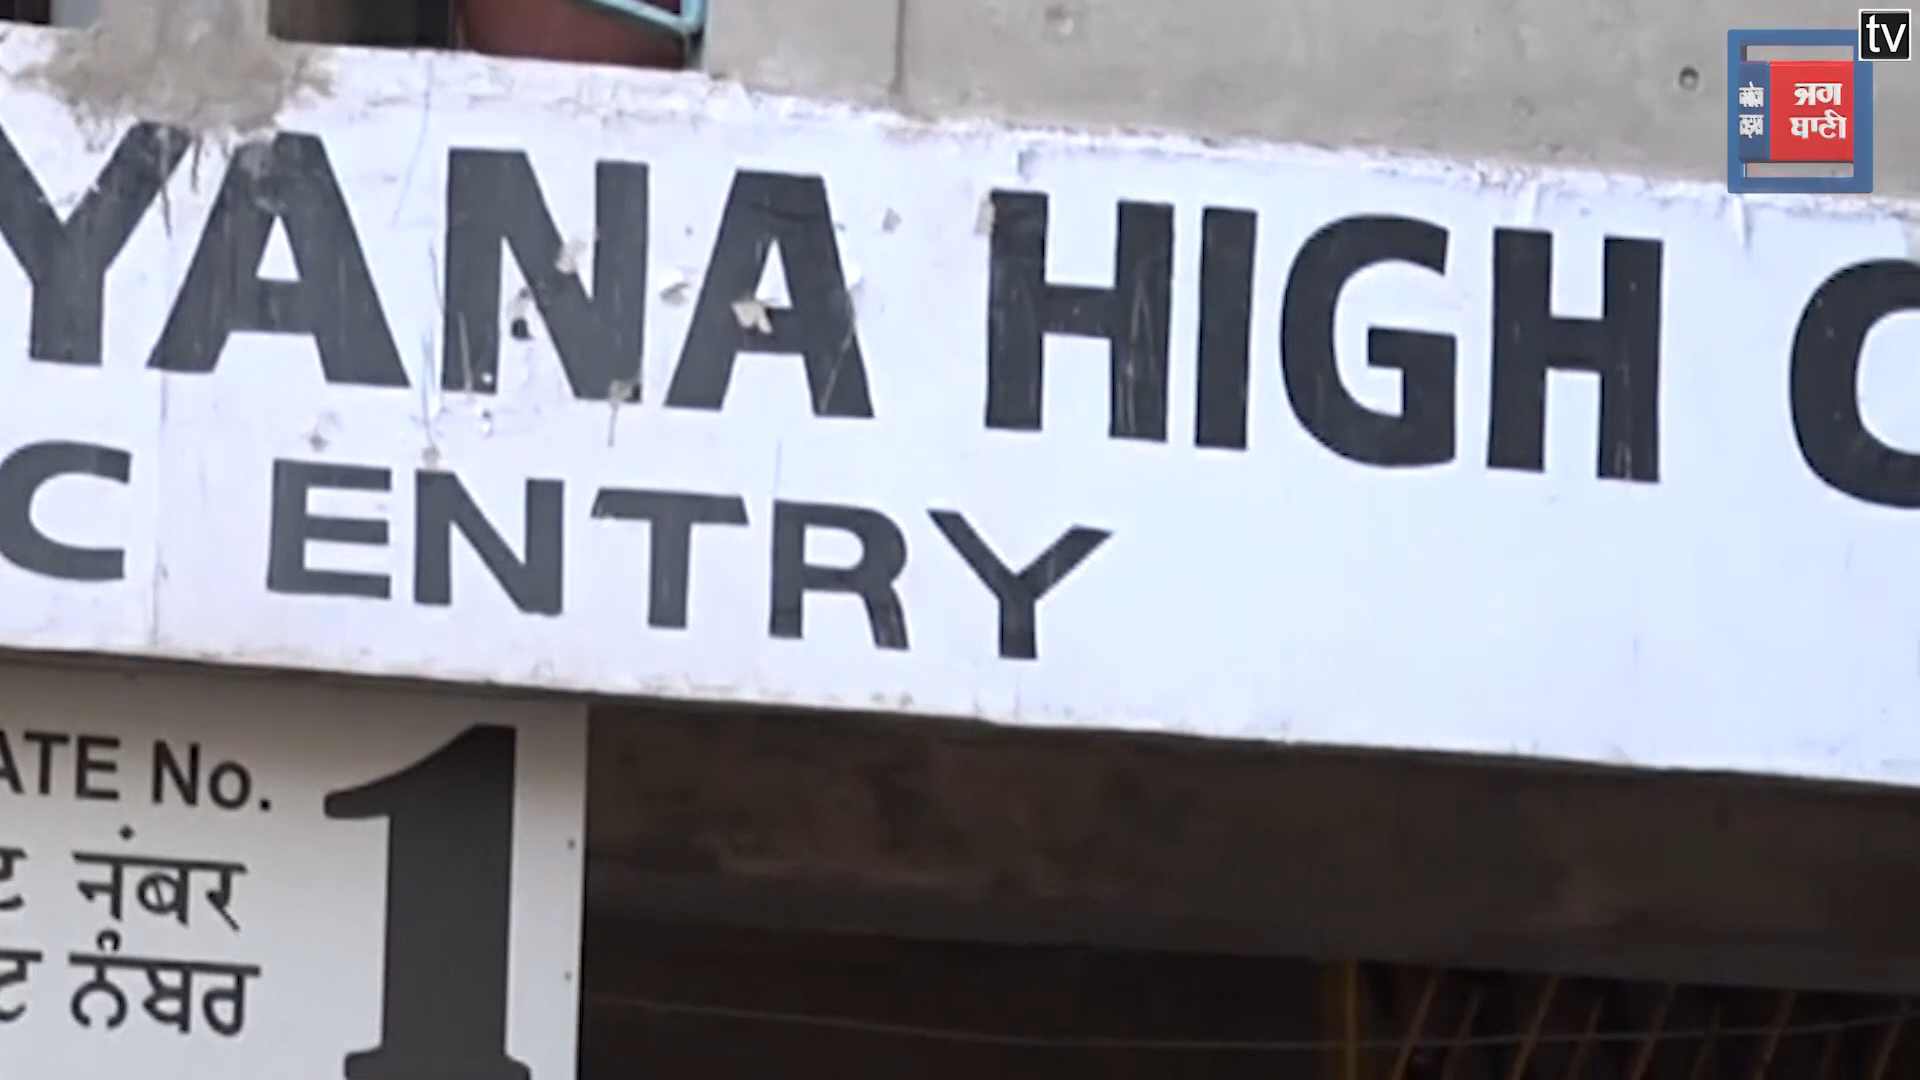 YANA HIGH C
C ENTRY
ATE No. 1
ਟ नंबर
ਟ ਨੰਬਰ
tv
ਜਗ
ਬਾਣੀ